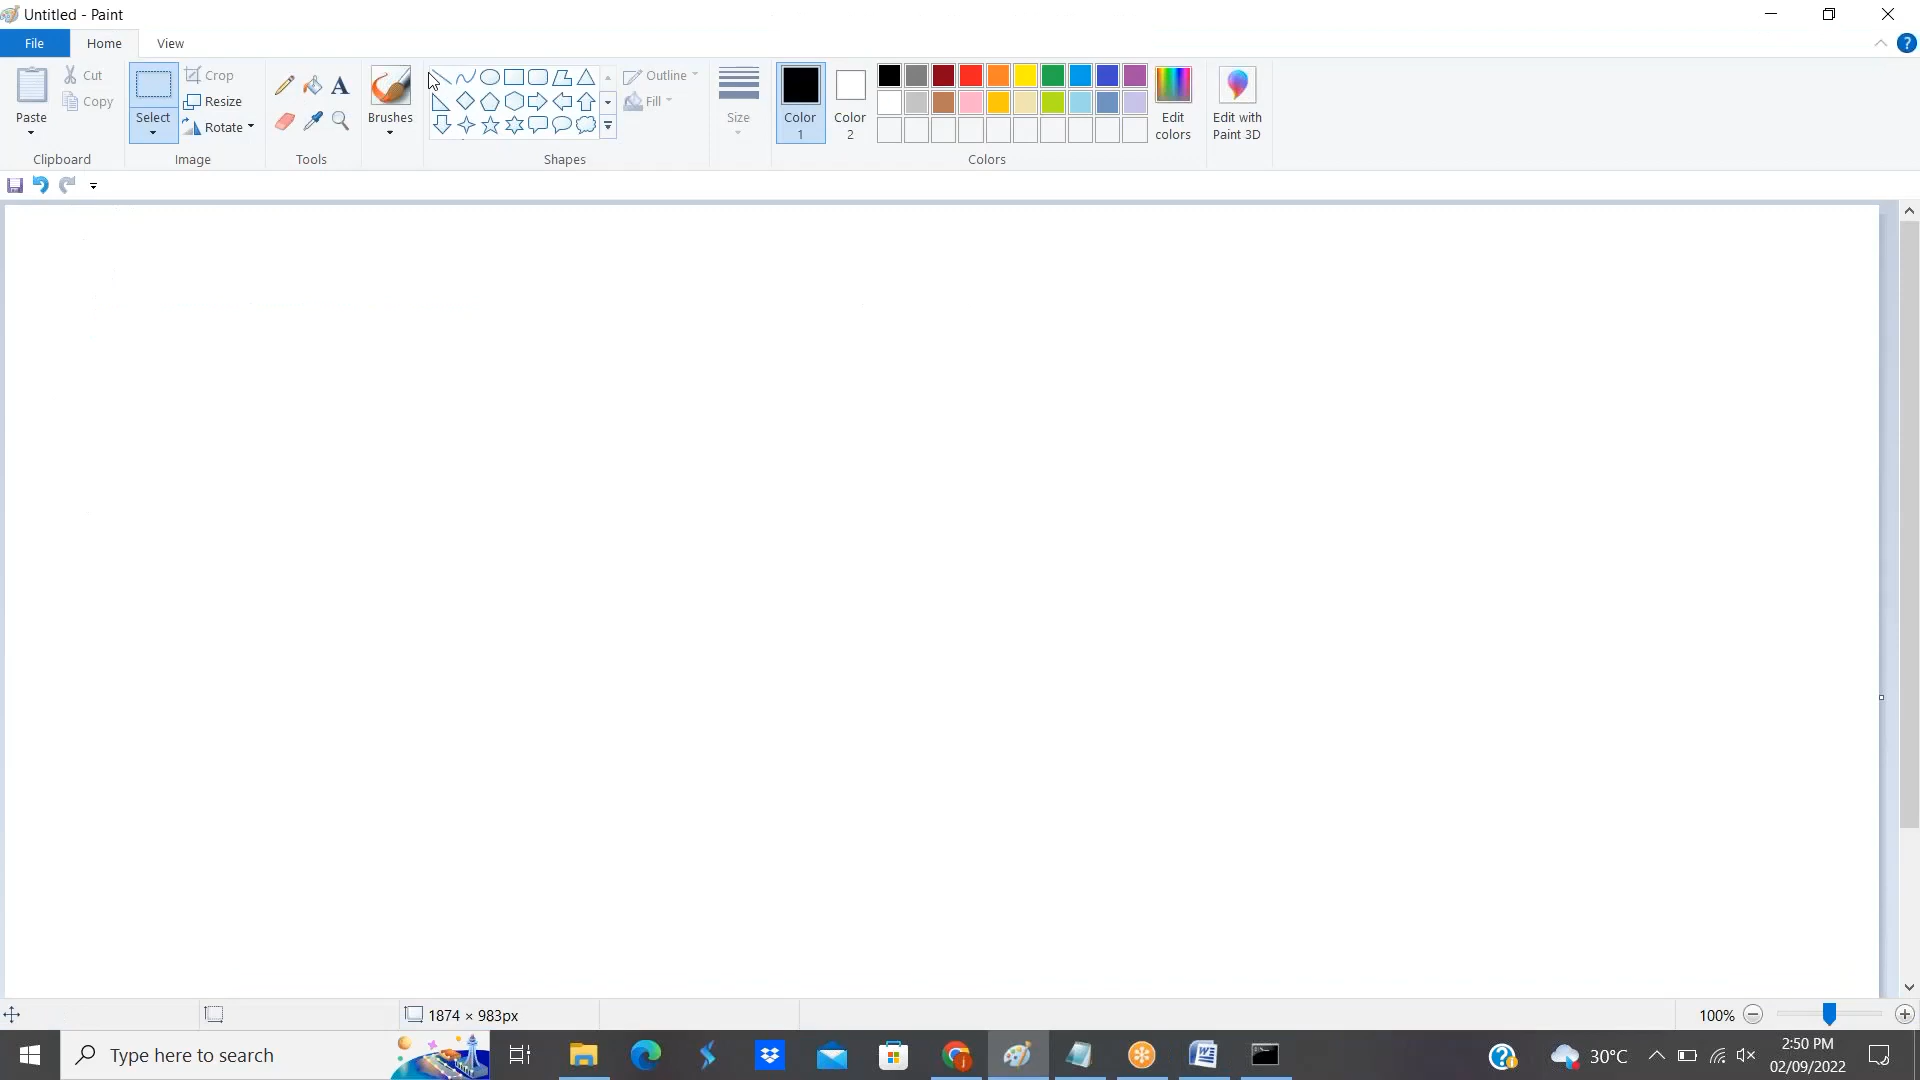 Untitled - Paint
File Home View
Paste
Cut
Copy
Clipboard
Select
Crop
Resize
Rotate
Image
A
Tools
Brushes
Shapes
Outline
Fill
Size
Color
1
Color
2
Edit
colors
Colors
Edit with
Paint 3D
1874 × 983px
100%
Type here to search
30°C
2:50 PM
02/09/2022